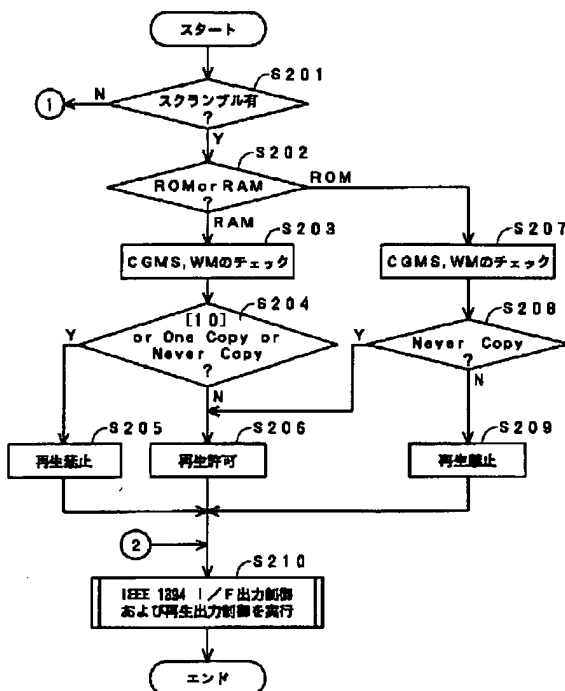 スタート
S201
スクランブル有
?
N
1
Y
S202
ROM or RAM
?
ROM
RAM
S203
CGMS,WMのチェック
S207
CGMS,WMのチェック
S204
[10]
or One Copy or
Never Copy
?
Y
N
S208
Never Copy
?
Y
N
S205
再生禁止
S206
再生許可
S209
再生禁止
2
S210
IEEE 1394 I/F出力制御
および再生出力制御を実行
エンド